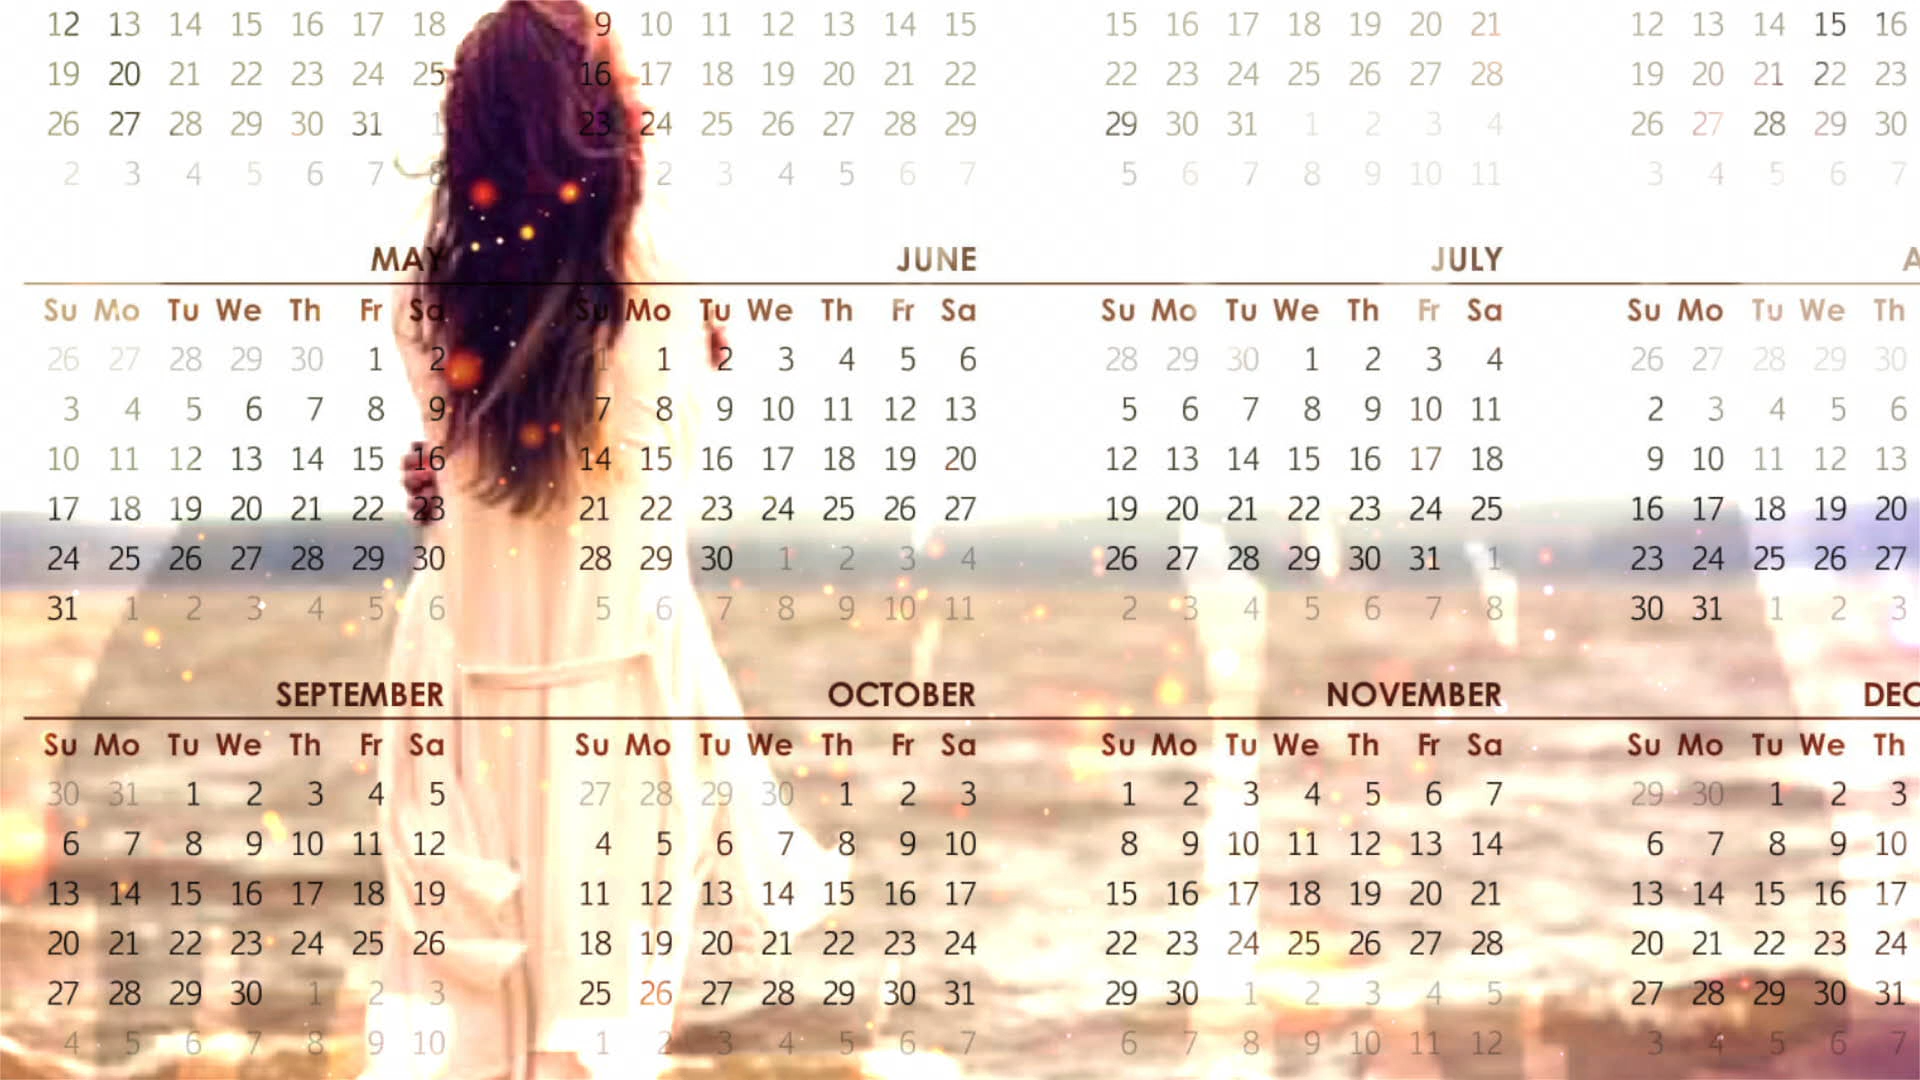 12 13 14 15 16 17 18 9 10 11 12 13 14 15 15 16 17 18 19 20 21 12 13 14 15 16
19 20 21 22 23 24 25 16 17 18 19 20 21 22 22 23 24 25 26 27 28 19 20 21 22 23
26 27 28 29 30 31 1 23 24 25 26 27 28 29 29 30 31 1 2 3 4 26 27 28 29 30
2 3 4 5 6 7 8 2 3 4 5 6 7 5 6 7 8 9 10 11 3 4 5 6 7
MAY JUNE JULY A
Su Mo Tu We Th Fr Sa Su Mo Tu We Th Fr Sa Su Mo Tu We Th Fr Sa Su Mo Tu We Th
26 27 28 29 30 1 2 1 2 3 4 5 6 28 29 30 1 2 3 4 26 27 28 29 30
3 4 5 6 7 8 9 7 8 9 10 11 12 13 5 6 7 8 9 10 11 2 3 4 5 6
10 11 12 13 14 15 16 14 15 16 17 18 19 20 12 13 14 15 16 17 18 9 10 11 12 13
17 18 19 20 21 22 23 21 22 23 24 25 26 27 19 20 21 22 23 24 25 16 17 18 19 20
24 25 26 27 28 29 30 28 29 30 1 2 3 4 26 27 28 29 30 31 1 23 24 25 26 27
31 1 2 3 4 5 6 5 6 7 8 9 10 11 2 3 4 5 6 7 8 30 31 1 2 3
SEPTEMBER OCTOBER NOVEMBER DEC
Su Mo Tu We Th Fr Sa Su Mo Tu We Th Fr Sa Su Mo Tu We Th Fr Sa Su Mo Tu We Th
30 31 1 2 3 4 5 27 28 29 30 1 2 3 1 2 3 4 5 6 7 29 30 1 2 3
6 7 8 9 10 11 12 4 5 6 7 8 9 10 8 9 10 11 12 13 14 6 7 8 9 10
13 14 15 16 17 18 19 11 12 13 14 15 16 17 15 16 17 18 19 20 21 13 14 15 16 17
20 21 22 23 24 25 26 18 19 20 21 22 23 24 22 23 24 25 26 27 28 20 21 22 23 24
27 28 29 30 1 2 3 25 26 27 28 29 30 31 29 30 1 2 3 4 5 27 28 29 30 31
4 5 6 7 8 9 10 1 2 3 4 5 6 7 6 7 8 9 10 11 12 3 4 5 6 7